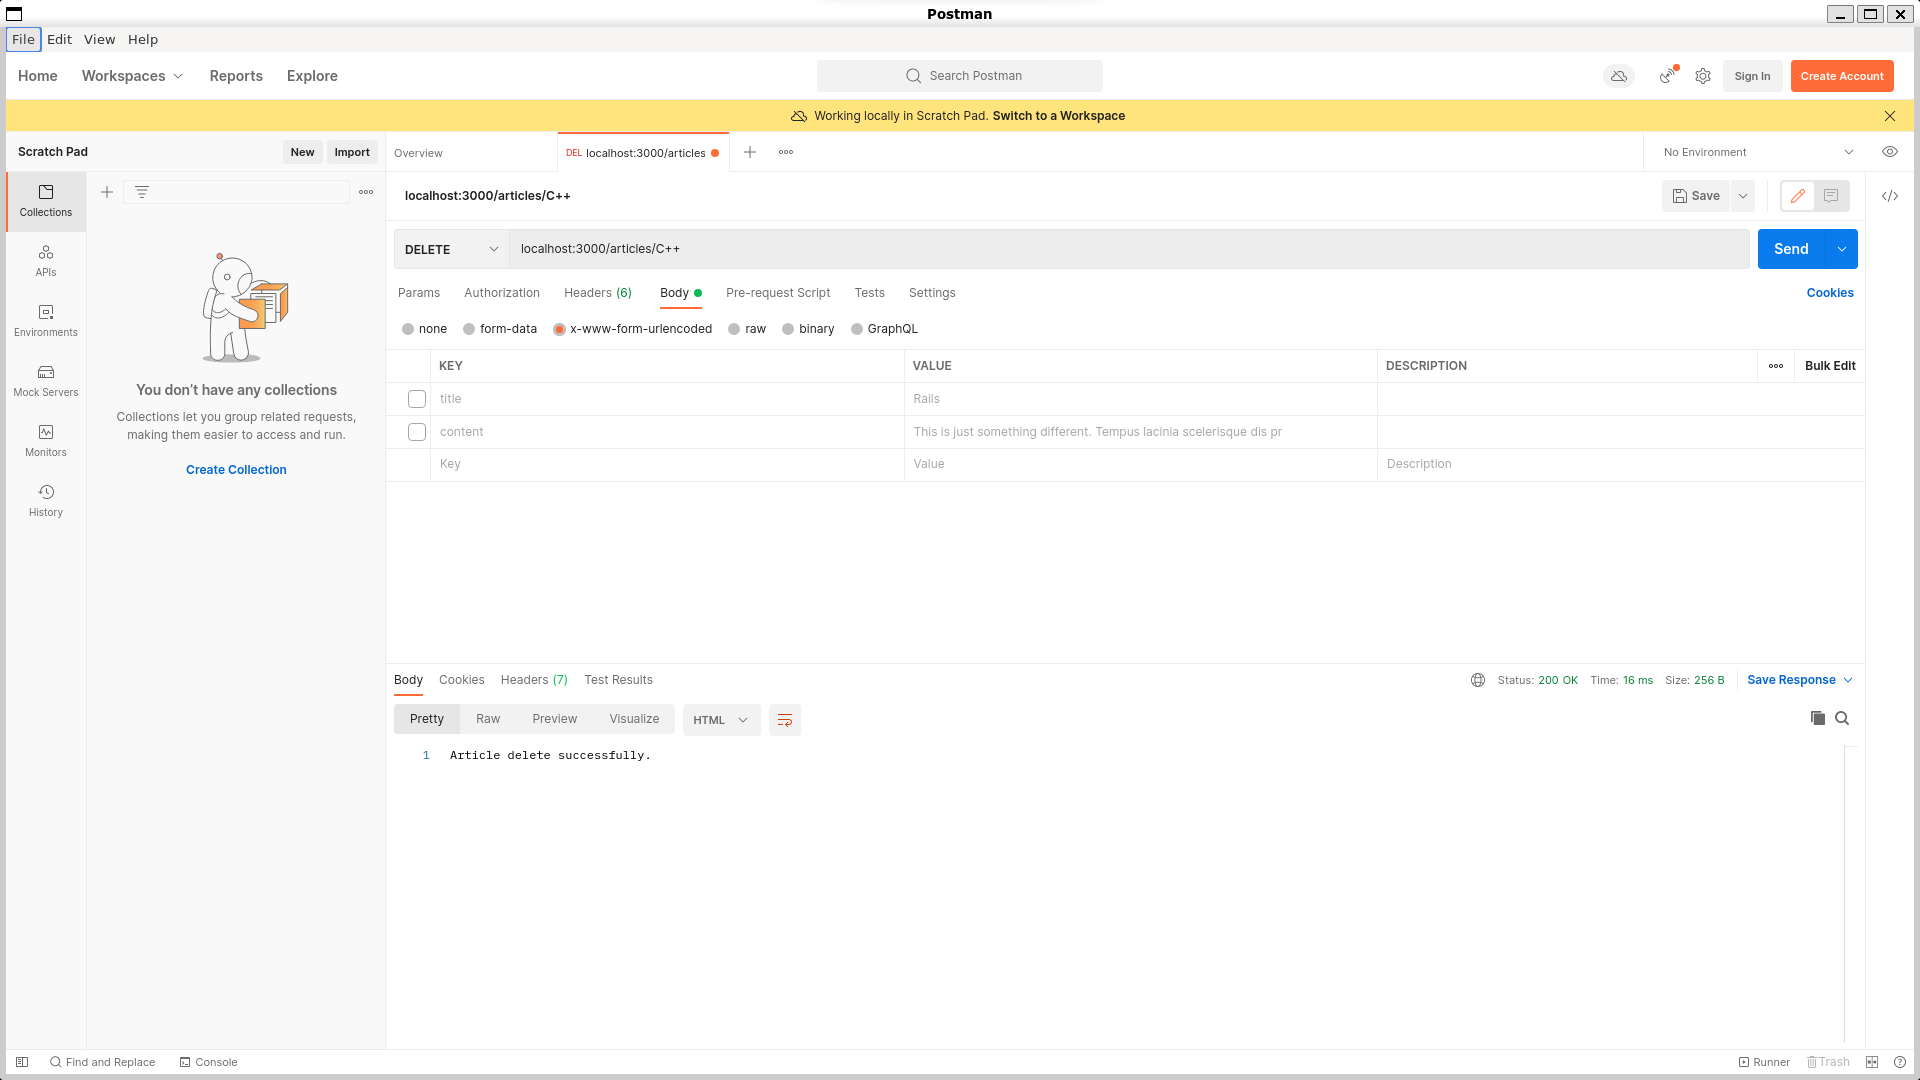 Postman
File Edit View Help
Home Workspaces Reports Explore Search Postman Sign In Create Account
Working locally in Scratch Pad. Switch to a Workspace
Scratch Pad New Import Overview DEL localhost:3000/articles No Environment
Collections
localhost:3000/articles/C++ Save
APIs
DELETE localhost:3000/articles/C++ Send
Environments
Params Authorization Headers (6) Body Pre-request Script Tests Settings Cookies
none form-data x-www-form-urlencoded raw binary GraphQL
KEY VALUE DESCRIPTION Bulk Edit
title Rails
content This is just something different. Tempus lacinia scelerisque dis pr
Key Value Description
Mock Servers
Monitors
History
You don't have any collections
Collections let you group related requests,
making them easier to access and run.
Create Collection
Body Cookies Headers (7) Test Results Status: 200 OK Time: 16 ms Size: 256 B Save Response
Pretty Raw Preview Visualize HTML
1 Article delete successfully.
Find and Replace Console Runner Trash